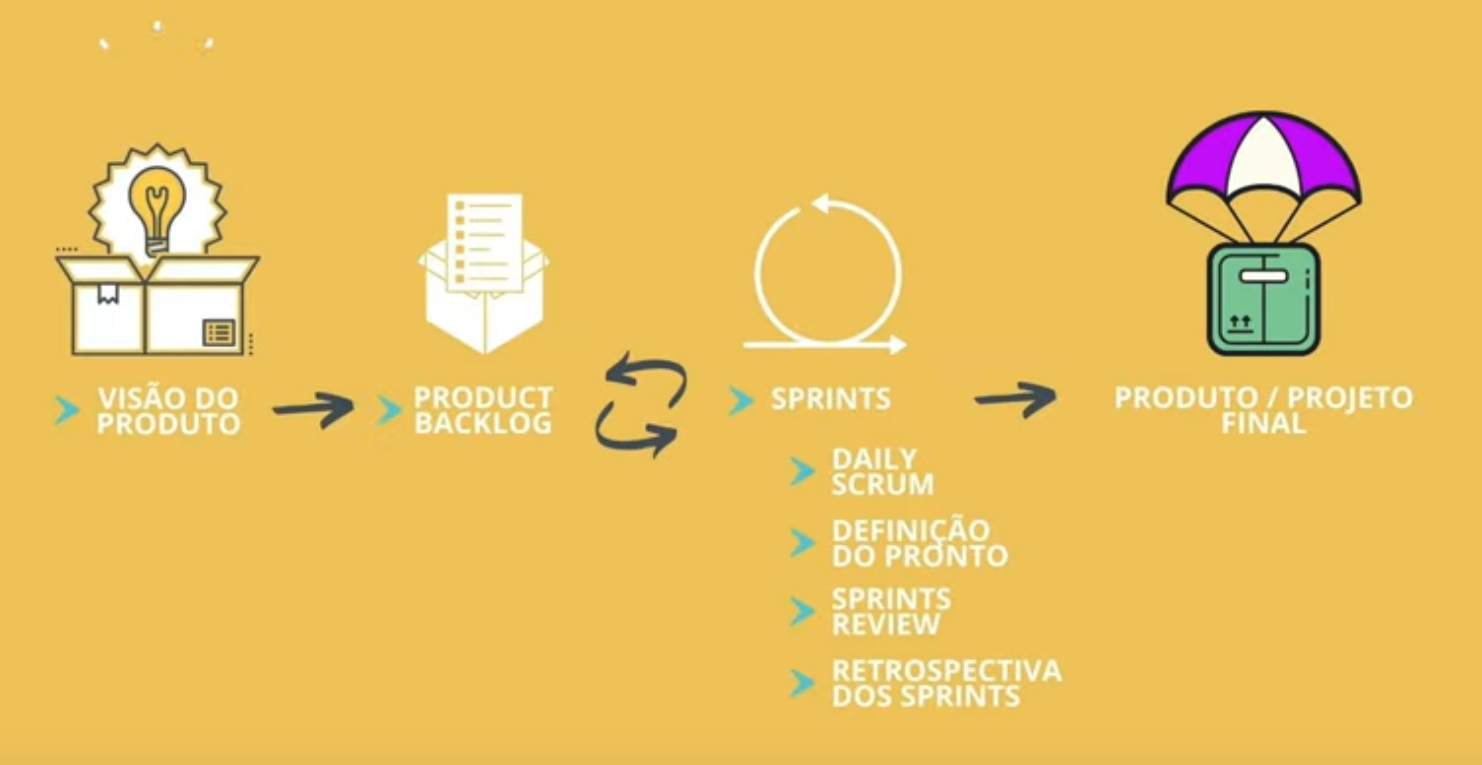 VISÃO DO
PRODUTO
PRODUCT
BACKLOG
SPRINTS
DAILY
SCRUM
DEFINIÇÃO
DO PRONTO
SPRINTS
REVIEW
RETROSPECTIVA
DOS SPRINTS
PRODUTO / PROJETO
FINAL